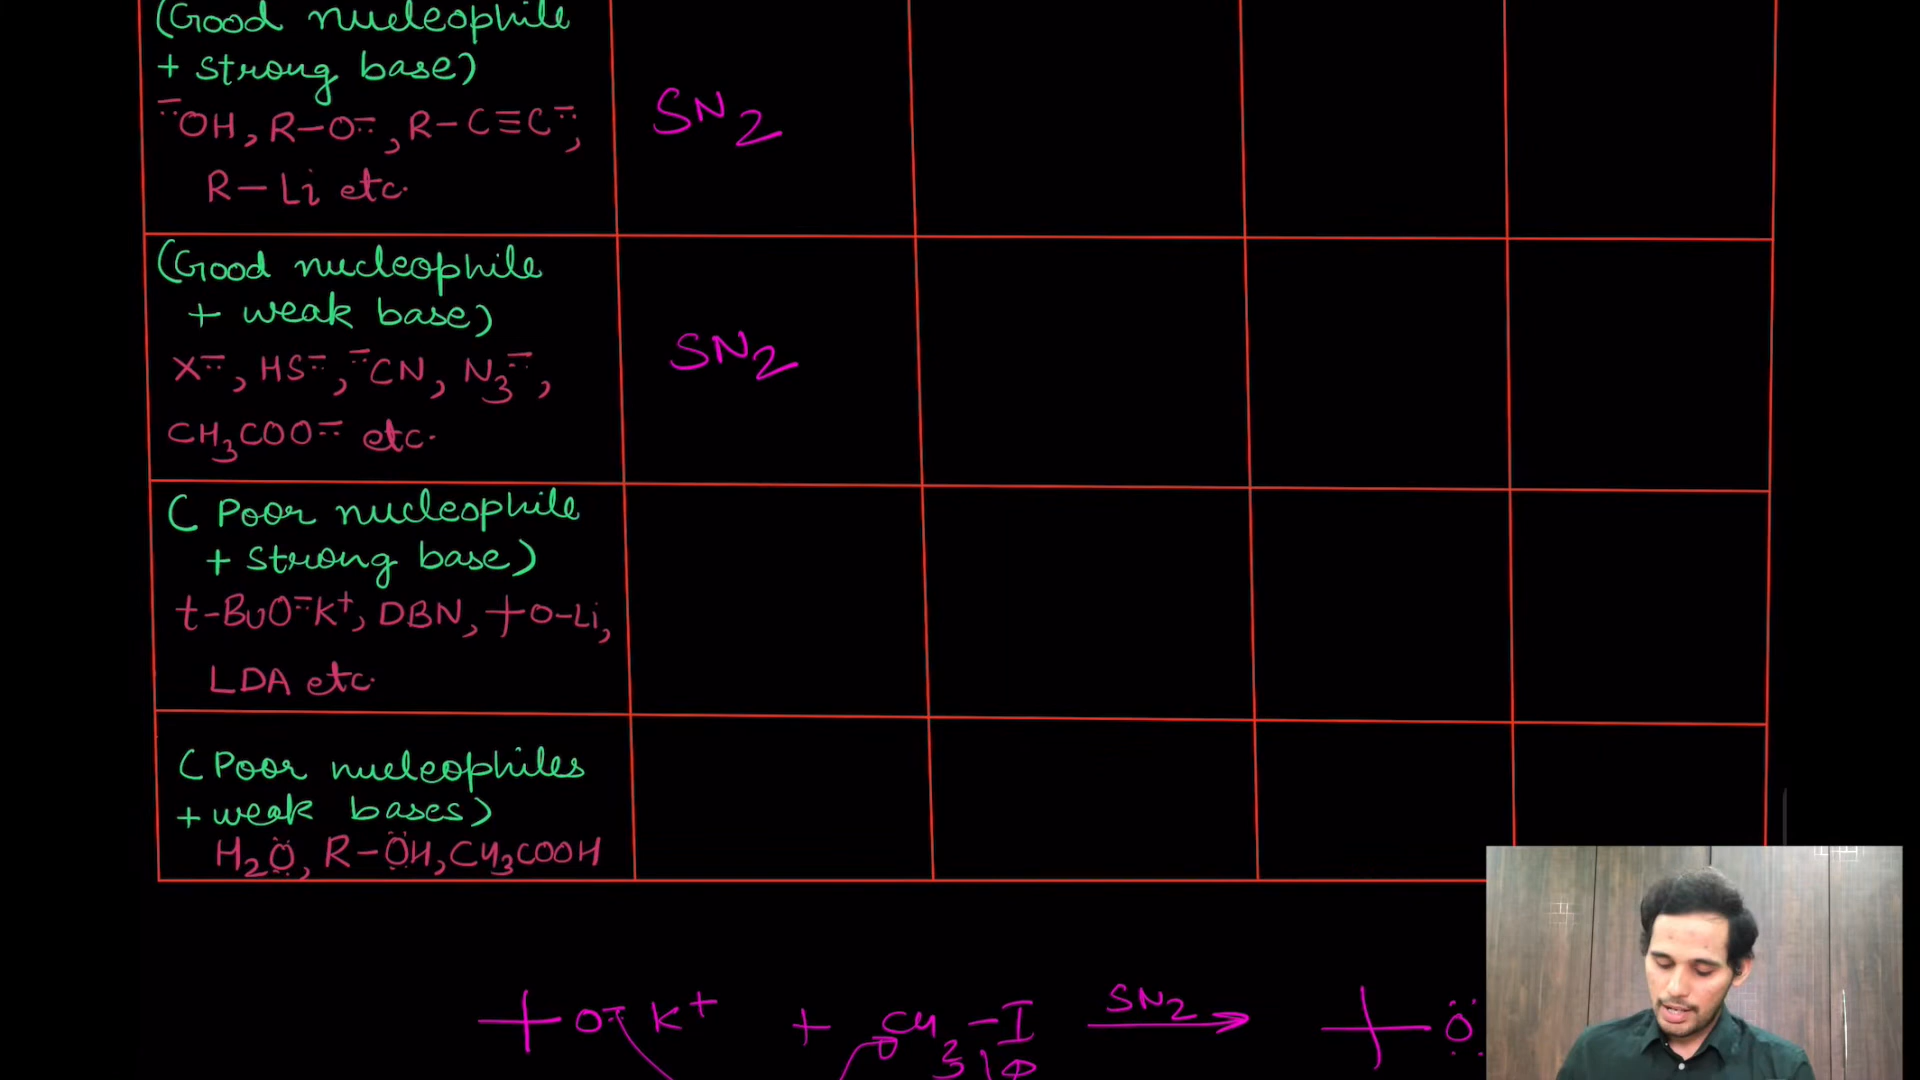 (Good nucleophile
+ strong base)
⁻:OH, R-O:⁻, R-C≡C:⁻,
R-Li etc.
SN2
(Good nucleophile
+ weak base)
X:⁻, HS:⁻, ⁻:CN, N3:⁻,
CH3COO:⁻ etc.
SN2
( Poor nucleophile
+ strong base)
t-BuO:⁻K⁺, DBN, +O-Li,
LDA etc.
( Poor nucleophiles
+ weak bases)
H2Ö:, R-ÖH, CH3COOH
O:⁻ K⁺ + CH3-I SN2 → Ö